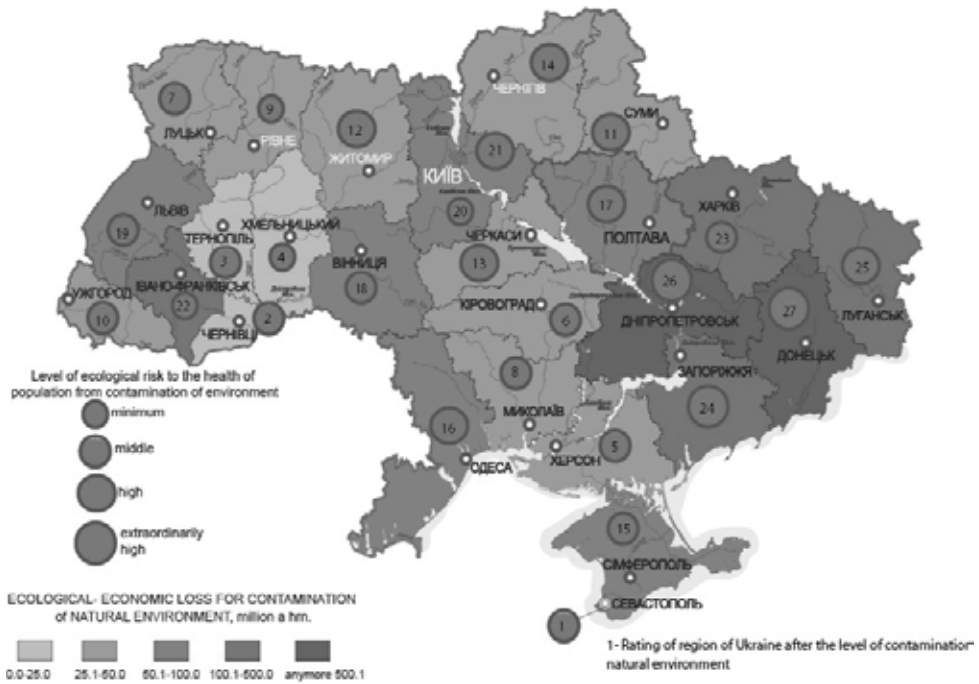 14
ЧЕРНІГІВ
7
9
СУМИ
ЛУЦЬК
РІВНЕ
12
11
ЖИТОМИР
21
КИЇВ
ЛЬВІВ
ХАРКІВ
17
19
ТЕРНОПІЛЬ
ХМЕЛЬНИЦЬКИЙ
20
ЧЕРКАСИ
ПОЛТАВА
23
3
4
ВІННИЦЯ
13
25
УЖГОРОД
ІВАНО-ФРАНКІВСЬК
18
26
22
КІРОВОГРАД
ЛУГАНСЬК
10
ЧЕРНІВЦІ
2
6
ДНІПРОПЕТРОВСЬК
27
ДОНЕЦЬК
ЗАПОРІЖЖЯ
8
24
МИКОЛАЇВ
16
ХЕРСОН
5
ОДЕСА
15
СІМФЕРОПОЛЬ
СЕВАСТОПОЛЬ
1
Level of ecological risk to the health of
population from contamination of environment
minimum
middle
high
extraordinarily
high
ECOLOGICAL- ECONOMIC LOSS FOR CONTAMINATION
of NATURAL ENVIRONMENT, million a hrn.
0.0-25.0 25.1-50.0 50.1-100.0 100.1-500.0 anymore 500.1
1- Rating of region of Ukraine after the level of contamination
natural environment